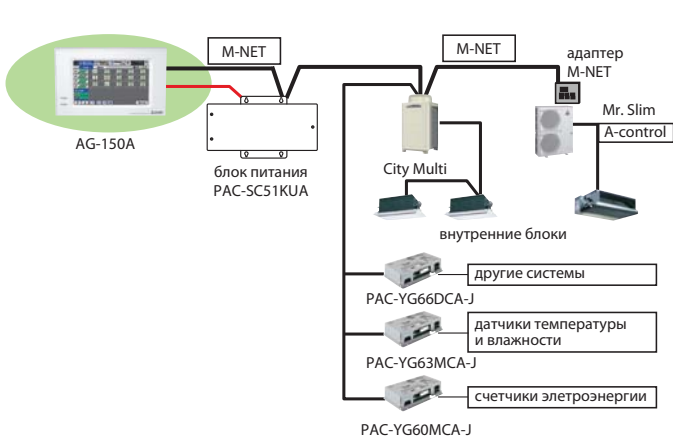 M-NET
M-NET
адаптер
M-NET
AG-150A
блок питания
PAC-SC51KUA
City Multi
Mr. Slim
A-control
внутренние блоки
другие системы
PAC-YG66DCA-J
датчики температуры
и влажности
PAC-YG63MCA-J
счетчики элетроэнергии
PAC-YG60MCA-J